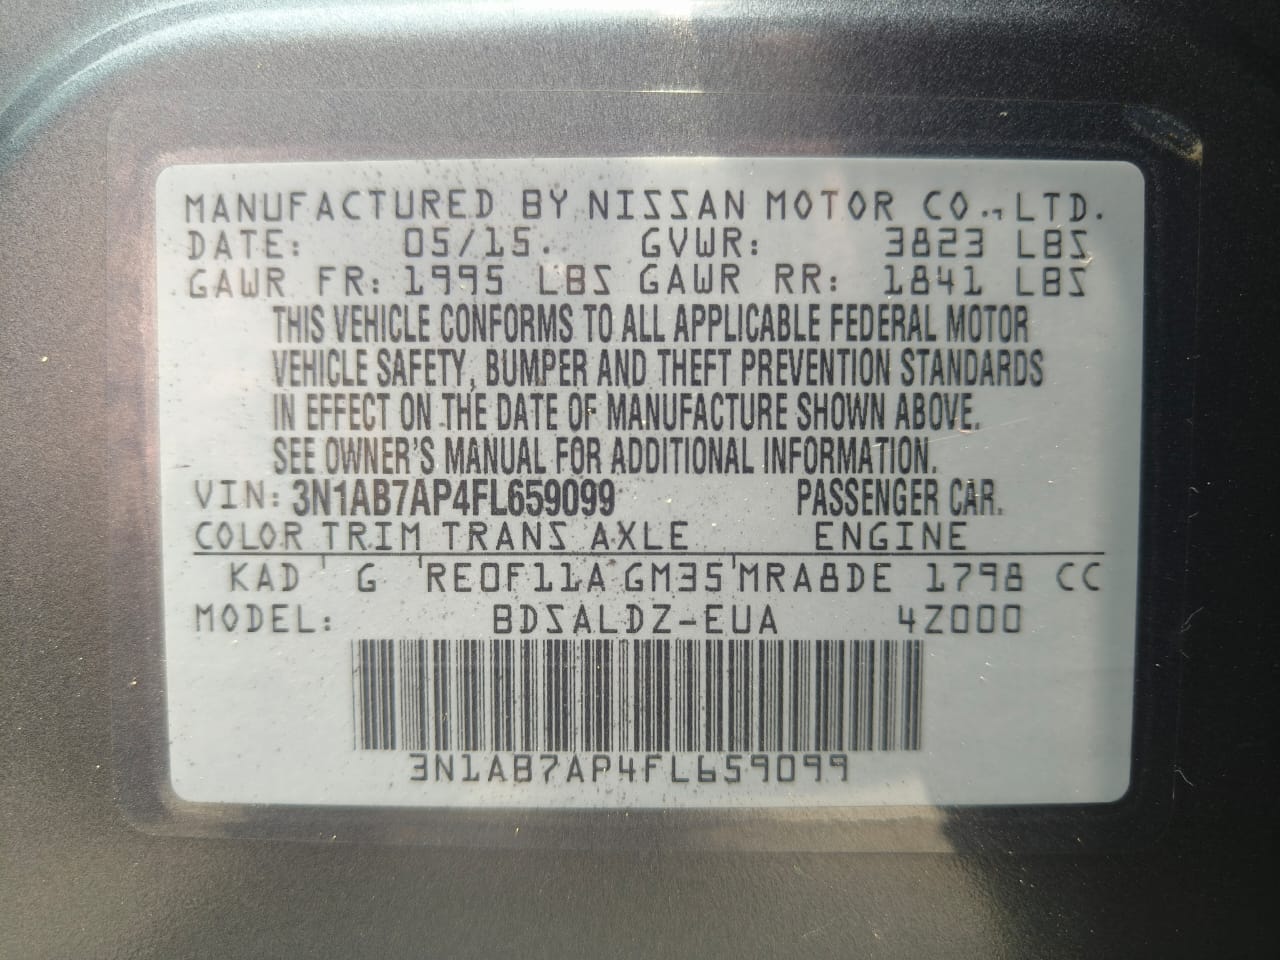 MANUFACTURED BY NISSAN MOTOR CO., LTD.
DATE: 05/15. GVWR: 3823 LBS
GAWR FR: 1995 LBS GAWR RR: 1841 LBS
THIS VEHICLE CONFORMS TO ALL APPLICABLE FEDERAL MOTOR
VEHICLE SAFETY, BUMPER AND THEFT PREVENTION STANDARDS
IN EFFECT ON THE DATE OF MANUFACTURE SHOWN ABOVE.
SEE OWNER'S MANUAL FOR ADDITIONAL INFORMATION.
VIN: 3N1AB7AP4FL659099 PASSENGER CAR.
COLOR TRIM TRANS AXLE ENGINE
KAD G RE0F11A GM35 MRA8DE 1798 CC
MODEL: BDSALDZ-EUA 4Z000
3N1AB7AP4FL659099